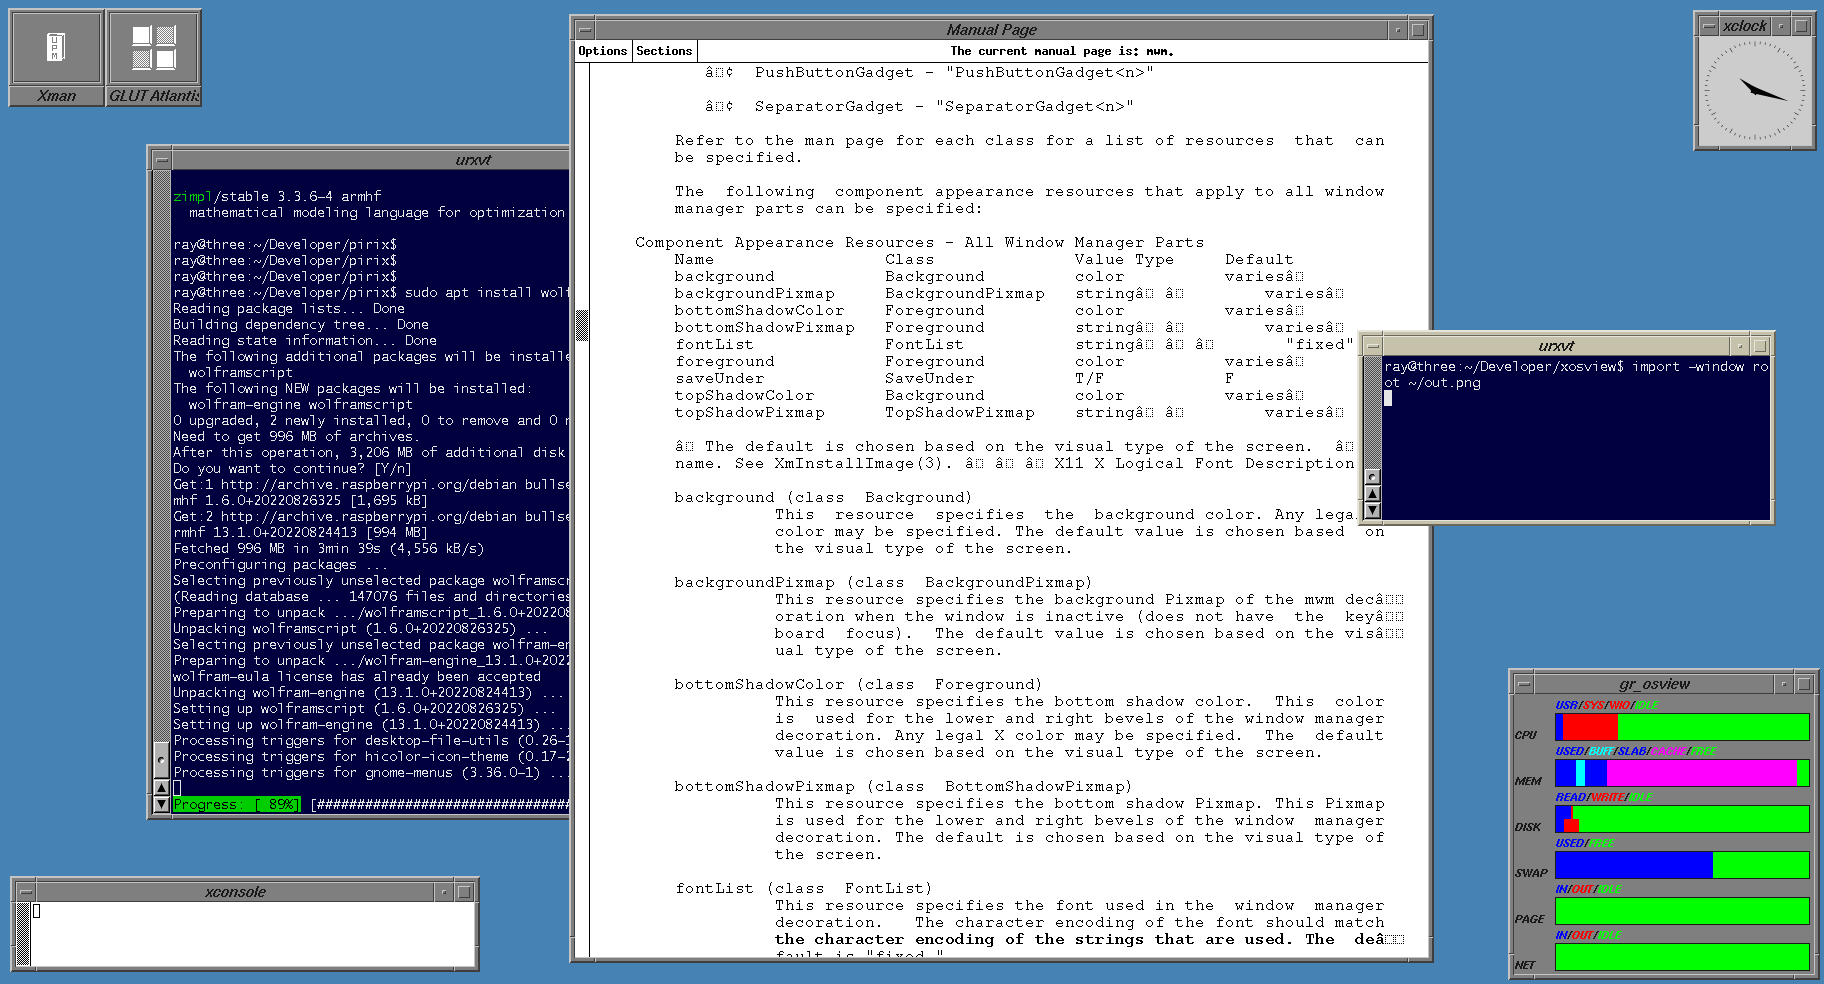 UPM
Xman
GLUT Atlantis
urxvt
zimpl/stable 3.3.6-4 armhf
mathematical modeling language for optimization
ray@three:~/Developer/pirix$
ray@three:~/Developer/pirix$
ray@three:~/Developer/pirix$
ray@three:~/Developer/pirix$ sudo apt install wolf
Reading package lists... Done
Building dependency tree... Done
Reading state information... Done
The following additional packages will be installe
wolframscript
The following NEW packages will be installed:
wolfram-engine wolframscript
0 upgraded, 2 newly installed, 0 to remove and 0 n
Need to get 996 MB of archives.
After this operation, 3,206 MB of additional disk
Do you want to continue? [Y/n]
Get:1 http://archive.raspberrypi.org/debian bullse
mhf 1.6.0+20220826325 [1,695 kB]
Get:2 http://archive.raspberrypi.org/debian bullse
rmhf 13.1.0+20220824413 [994 MB]
Fetched 996 MB in 3min 39s (4,556 kB/s)
Preconfiguring packages ...
Selecting previously unselected package wolframscr
(Reading database ... 147076 files and directories
Preparing to unpack .../wolframscript_1.6.0+202208
Unpacking wolframscript (1.6.0+20220826325) ...
Selecting previously unselected package wolfram-en
Preparing to unpack .../wolfram-engine_13.1.0+2022
wolfram-eula license has already been accepted
Unpacking wolfram-engine (13.1.0+20220824413) ...
Setting up wolframscript (1.6.0+20220826325) ...
Setting up wolfram-engine (13.1.0+20220824413) ...
Processing triggers for desktop-file-utils (0.26-1
Processing triggers for hicolor-icon-theme (0.17-2
Processing triggers for gnome-menus (3.36.0-1) ...
Progress: [ 89%] [################################
xconsole
Manual Page
Options Sections The current manual page is: mwm.
â□¢ PushButtonGadget - "PushButtonGadget<n>"
â□¢ SeparatorGadget - "SeparatorGadget<n>"
Refer to the man page for each class for a list of resources that can
be specified.
The following component appearance resources that apply to all window
manager parts can be specified:
Component Appearance Resources - All Window Manager Parts
Name Class Value Type Default
background Background color variesâ□
backgroundPixmap BackgroundPixmap stringâ□ â□ variesâ□
bottomShadowColor Foreground color variesâ□
bottomShadowPixmap Foreground stringâ□ â□ variesâ□
fontList FontList stringâ□ â□ â□ "fixed"
foreground Foreground color variesâ□
saveUnder SaveUnder T/F F
topShadowColor Background color variesâ□
topShadowPixmap TopShadowPixmap stringâ□ â□ variesâ□
â□ The default is chosen based on the visual type of the screen. â□
name. See XmInstallImage(3). â□ â□ â□ X11 X Logical Font Description
background (class Background)
This resource specifies the background color. Any legal
color may be specified. The default value is chosen based on
the visual type of the screen.
backgroundPixmap (class BackgroundPixmap)
This resource specifies the background Pixmap of the mwm decâ□□
oration when the window is inactive (does not have the keyâ□□
board focus). The default value is chosen based on the visâ□□
ual type of the screen.
bottomShadowColor (class Foreground)
This resource specifies the bottom shadow color. This color
is used for the lower and right bevels of the window manager
decoration. Any legal X color may be specified. The default
value is chosen based on the visual type of the screen.
bottomShadowPixmap (class BottomShadowPixmap)
This resource specifies the bottom shadow Pixmap. This Pixmap
is used for the lower and right bevels of the window manager
decoration. The default is chosen based on the visual type of
the screen.
fontList (class FontList)
This resource specifies the font used in the window manager
decoration. The character encoding of the font should match
the character encoding of the strings that are used. The deâ□□
fault is "fixed."
xclock
urxvt
ray@three:~/Developer/xosview$ import -window ro
ot ~/out.png
gr_osview
USR/SYS/WIO/IDLE
CPU
USED/BUFF/SLAB/CACHE/FREE
MEM
READ/WRITE/IDLE
DISK
USED/FREE
SWAP
IN/OUT/IDLE
PAGE
IN/OUT/IDLE
NET